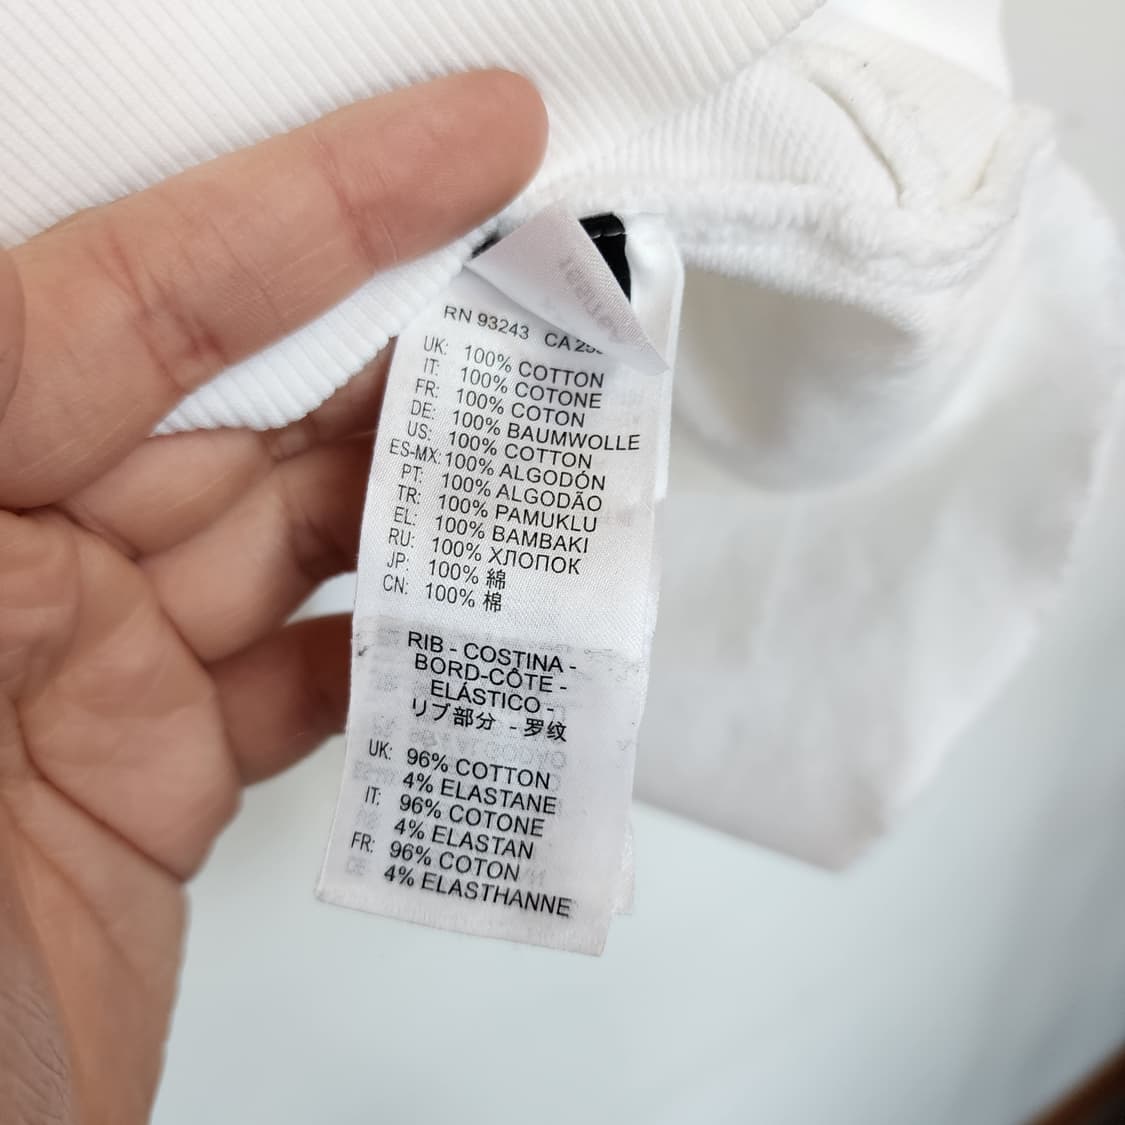 RN 93243 CA
UK: 100% COTTON
IT: 100% COTONE
FR: 100% COTON
DE: 100% BAUMWOLLE
US: 100% COTTON
ES-MX: 100% ALGODÓN
PT: 100% ALGODÃO
TR: 100% PAMUKLU
EL: 100% BAMBAKI
RU: 100% ХЛОПОК
JP: 100% 綿
CN: 100% 棉
RIB - COSTINA -
BORD-CÔTE -
ELÁSTICO -
リブ部分 - 罗纹
UK: 96% COTTON
4% ELASTANE
IT: 96% COTONE
4% ELASTAN
FR: 96% COTON
4% ELASTHANNE